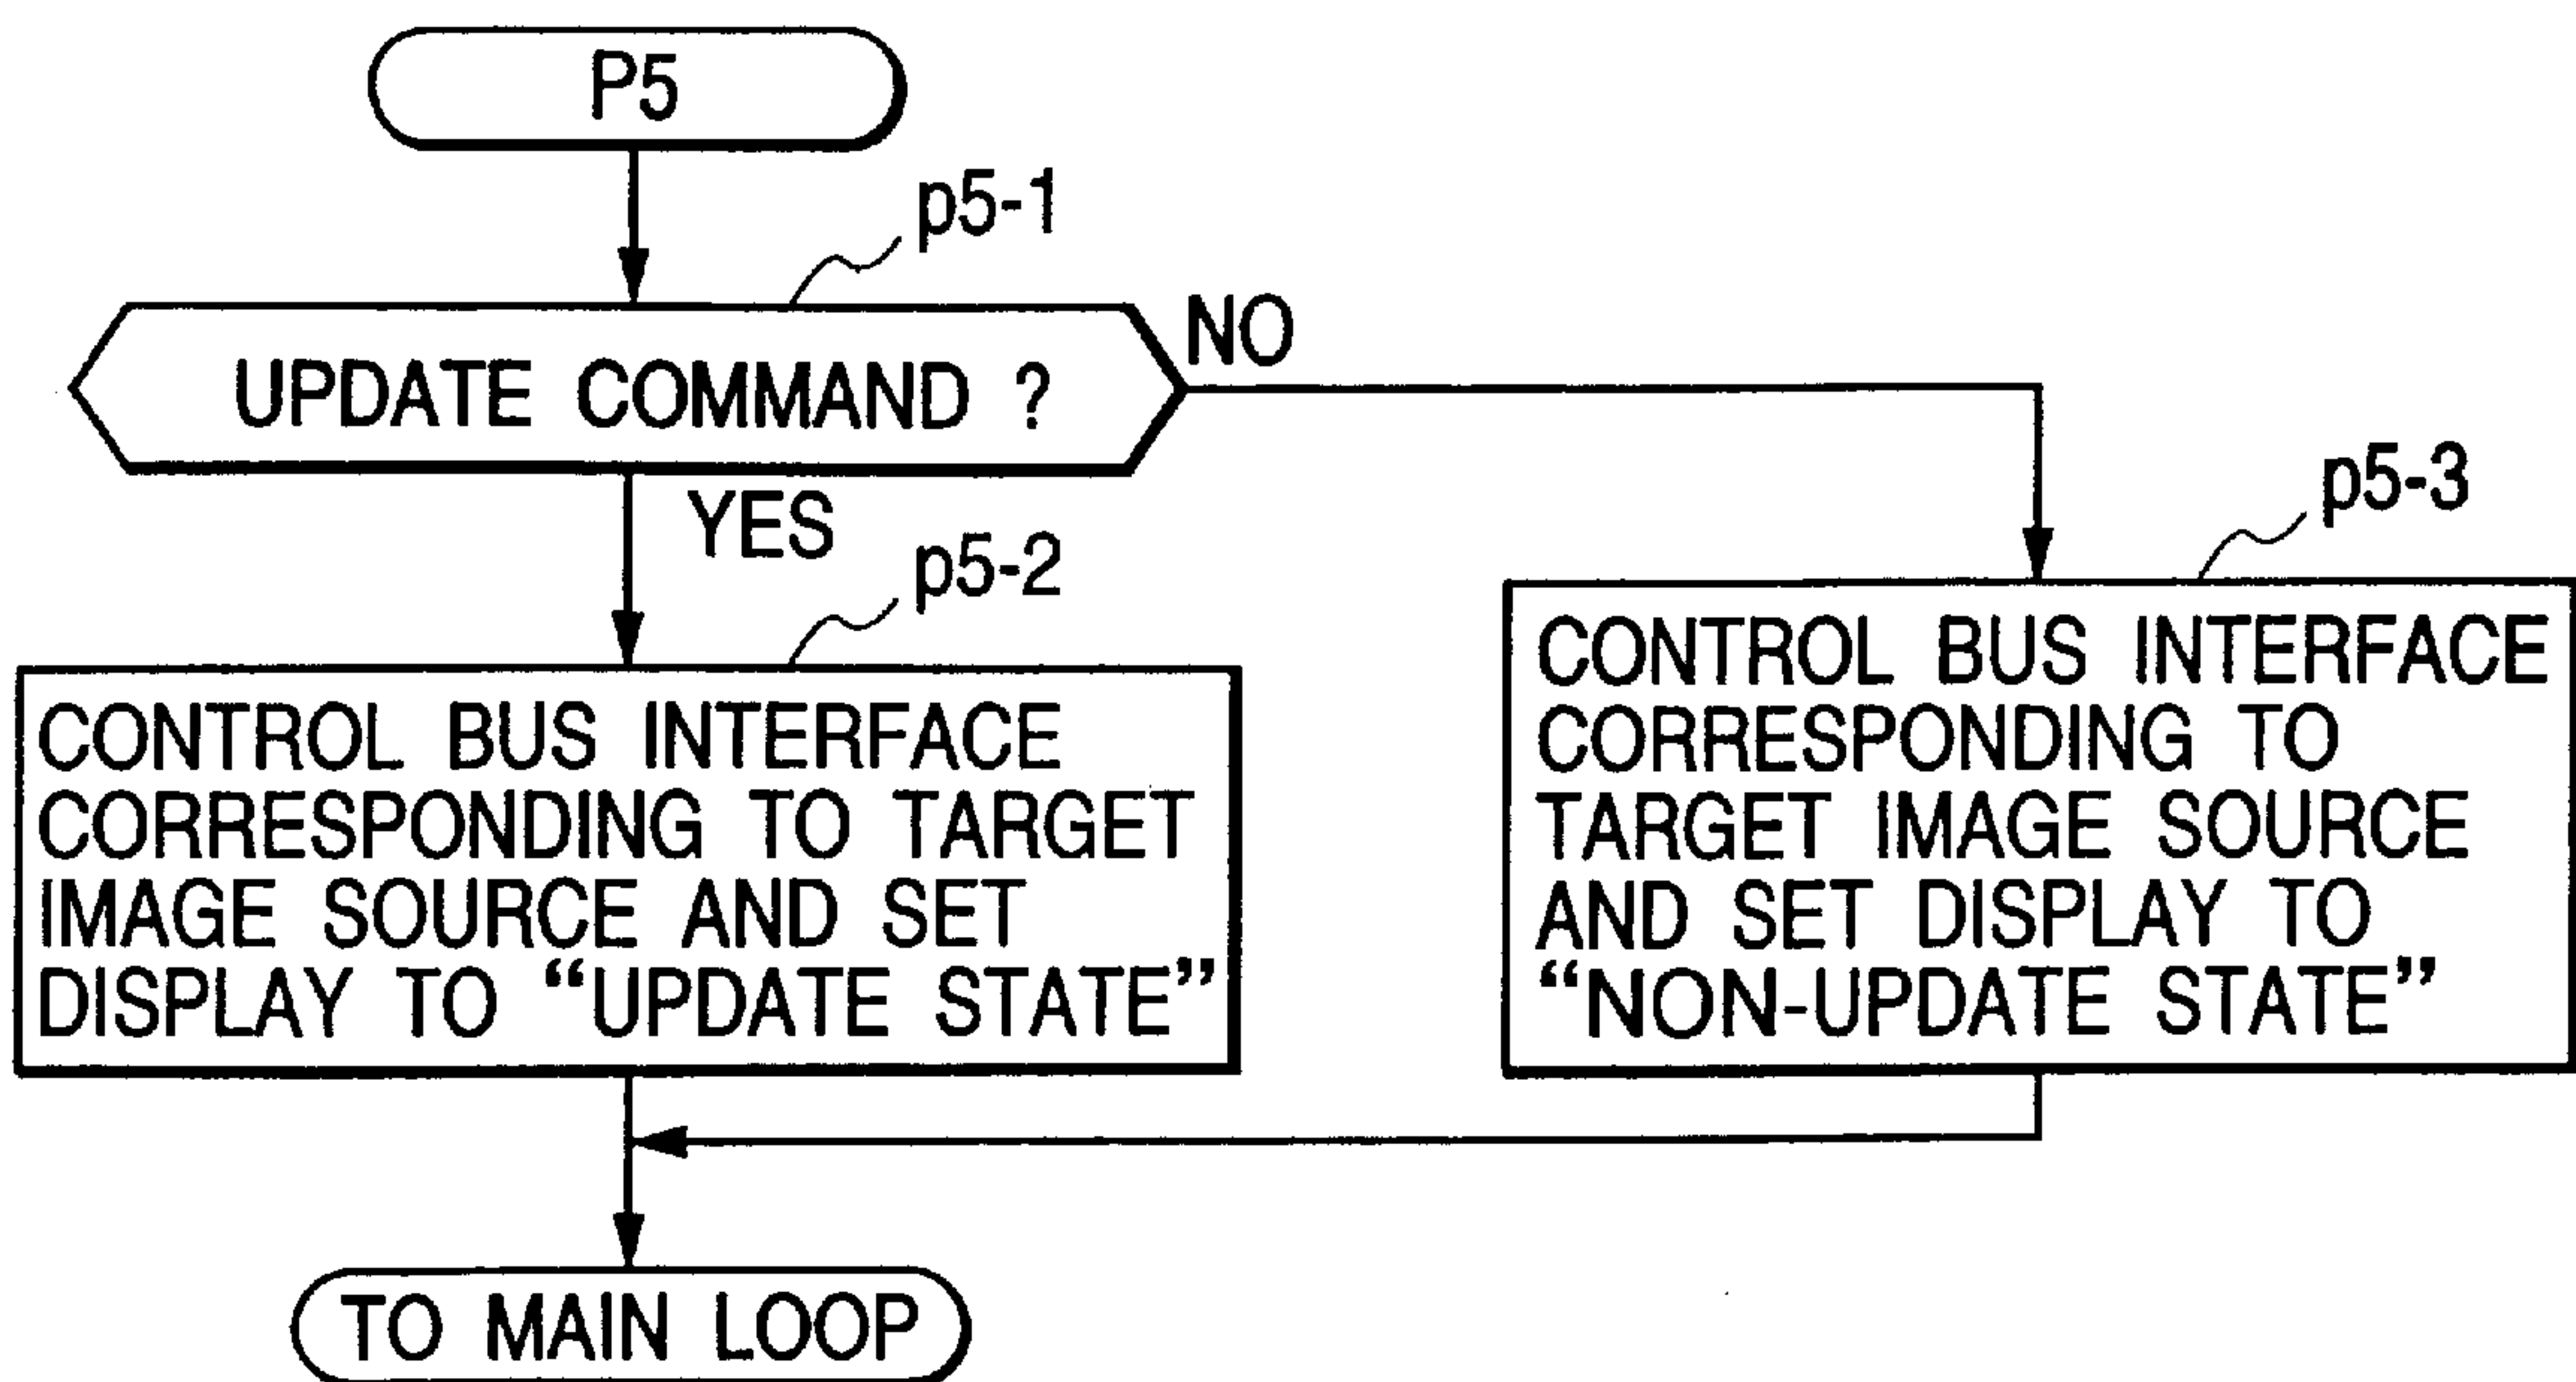 P5
p5-1
UPDATE COMMAND ?
NO
YES
p5-2
CONTROL BUS INTERFACE
CORRESPONDING TO TARGET
IMAGE SOURCE AND SET
DISPLAY TO “UPDATE STATE”
p5-3
CONTROL BUS INTERFACE
CORRESPONDING TO
TARGET IMAGE SOURCE
AND SET DISPLAY TO
“NON-UPDATE STATE”
TO MAIN LOOP